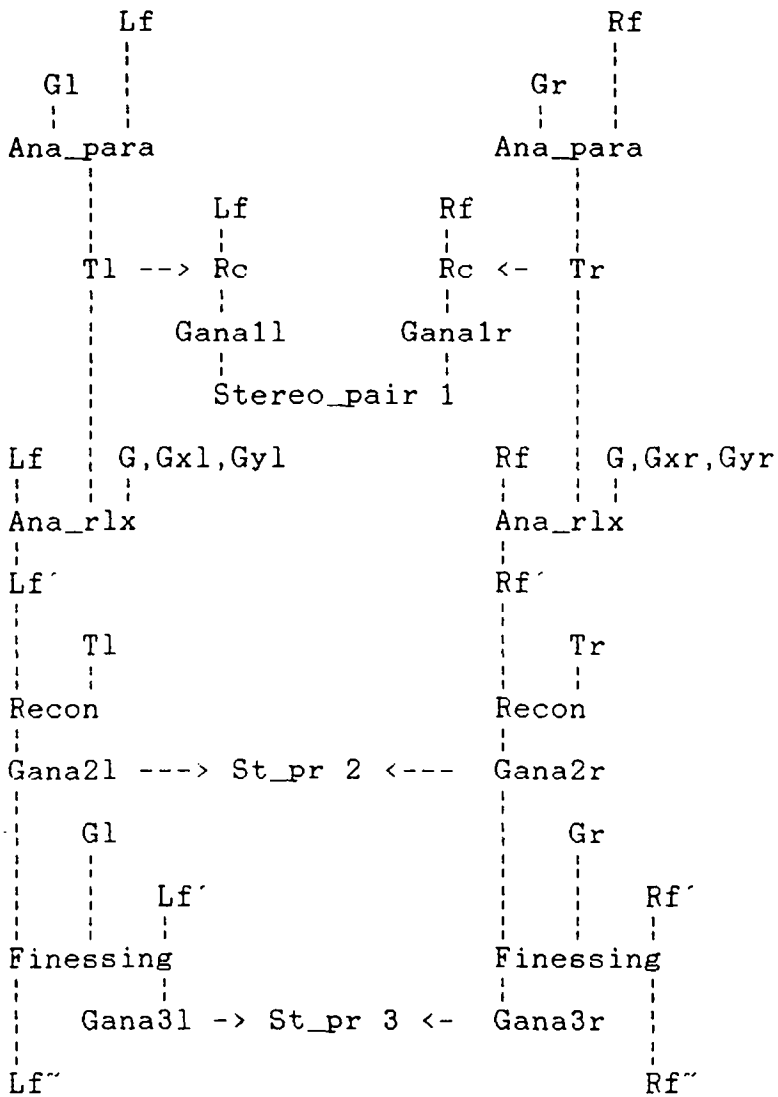 Lf Rf
Gl Gr
Ana_para Ana_para
Lf Rf
Tl --> Rc Rc <- Tr
Gana1l Gana1r
Stereo_pair 1
Lf G,Gxl,Gyl Rf G,Gxr,Gyr
Ana_rlx Ana_rlx
Lf´ Rf´
Tl Tr
Recon Recon
Gana2l ---> St_pr 2 <--- Gana2r
Gl Gr
Lf´ Rf´
Finessing Finessing
Gana3l -> St_pr 3 <- Gana3r
Lf˝ Rf˝